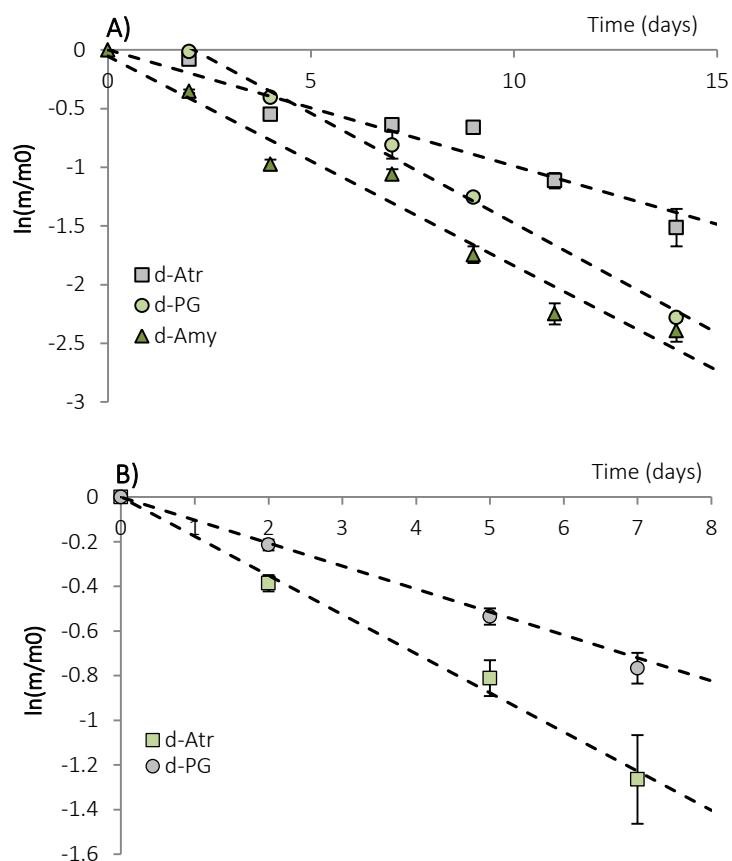 A)
Time (days)
0
0
5
10
15
-0.5
-1
-1.5
-2
-2.5
-3
ln(m/m0)
d-Atr
d-PG
d-Amy
B)
Time (days)
0
0
1
2
3
4
5
6
7
8
-0.2
-0.4
-0.6
-0.8
-1
-1.2
-1.4
-1.6
ln(m/m0)
d-Atr
d-PG